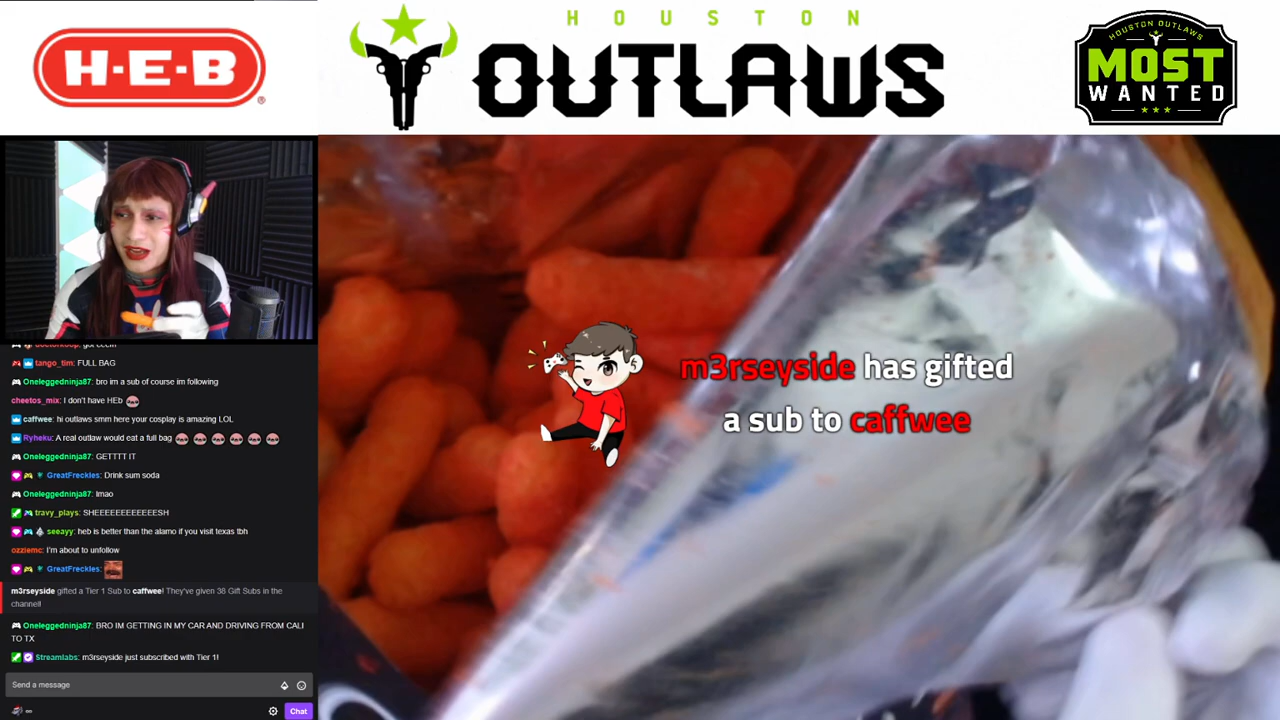 H-E-B
HOUSTON
OUTLAWS
HOUSTON OUTLAWS
MOST
WANTED
m3rseyside has gifted
a sub to caffwee
tango_tim: FULL BAG
Oneleggedninja87: bro im a sub of course im following
cheetos_mix: I don't have HEb
caffwee: hi outlaws smm here your cosplay is amazing LOL
Ryheku: A real outlaw would eat a full bag
Oneleggedninja87: GETTTT IT
GreatFreckles: Drink sum soda
Oneleggedninja87: lmao
travy_plays: SHEEEEEEEEEEESH
seeayy: heb is better than the alamo if you visit texas tbh
ozziemc: I'm about to unfollow
GreatFreckles:
m3rseyside gifted a Tier 1 Sub to caffwee! They've given 38 Gift Subs in the
channel!
Oneleggedninja87: BRO IM GETTING IN MY CAR AND DRIVING FROM CALI
TO TX
Streamlabs: m3rseyside just subscribed with Tier 1!
Send a message
Chat